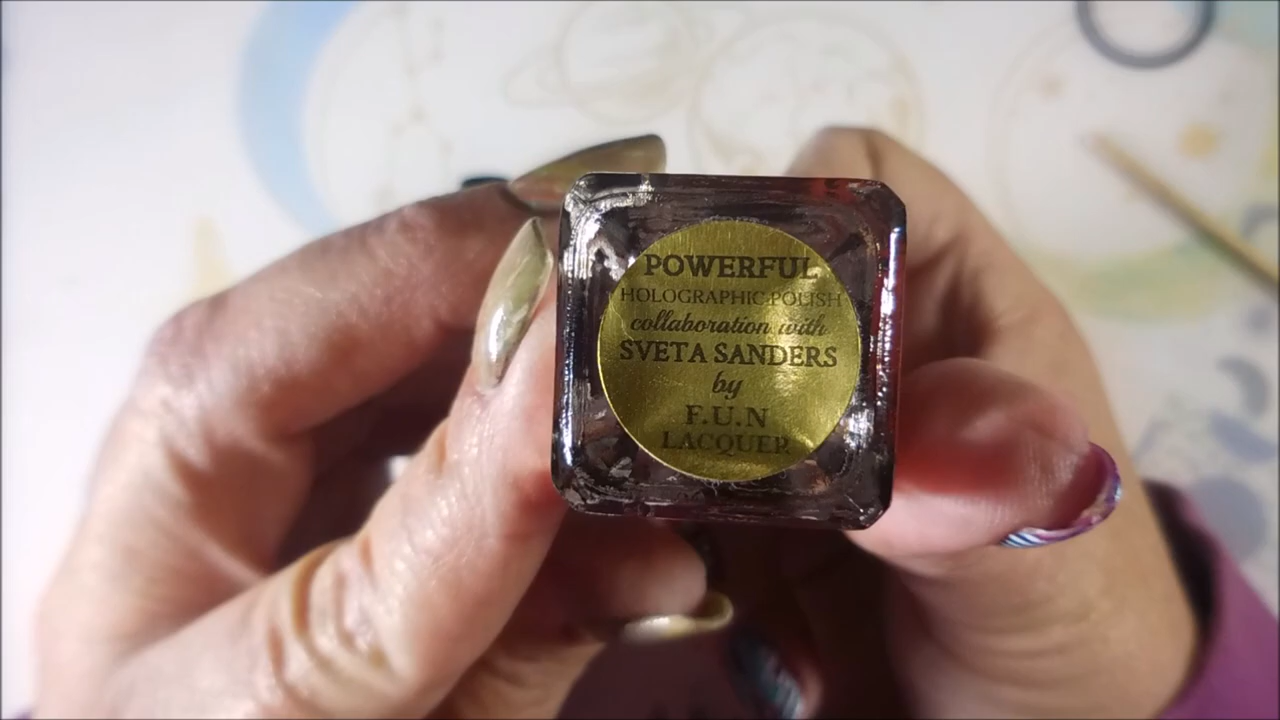 POWERFUL
HOLOGRAPHIC POLISH
collaboration with
SVETA SANDERS
by
F.U.N
LACQUER